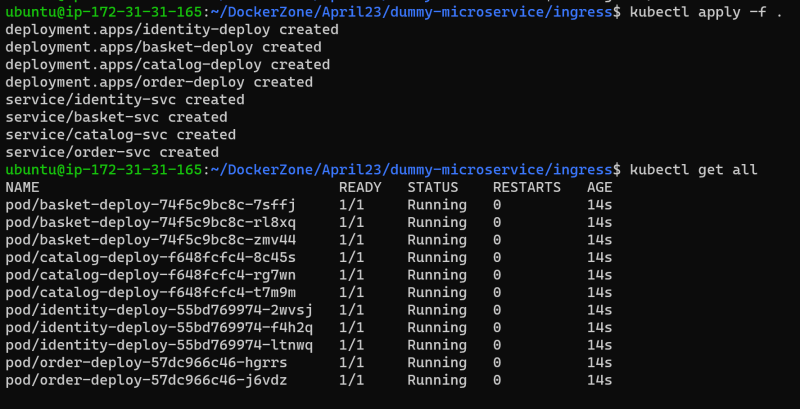 ubuntu@ip-172-31-31-165:~/DockerZone/April23/dummy-microservice/ingress$ kubectl apply -f .
deployment.apps/identity-deploy created
deployment.apps/basket-deploy created
deployment.apps/catalog-deploy created
deployment.apps/order-deploy created
service/identity-svc created
service/basket-svc created
service/catalog-svc created
service/order-svc created
ubuntu@ip-172-31-31-165:~/DockerZone/April23/dummy-microservice/ingress$ kubectl get all
NAME READY STATUS RESTARTS AGE
pod/basket-deploy-74f5c9bc8c-7sffj 1/1 Running 0 14s
pod/basket-deploy-74f5c9bc8c-rl8xq 1/1 Running 0 14s
pod/basket-deploy-74f5c9bc8c-zmv44 1/1 Running 0 14s
pod/catalog-deploy-f648fcfc4-8c45s 1/1 Running 0 14s
pod/catalog-deploy-f648fcfc4-rg7wn 1/1 Running 0 14s
pod/catalog-deploy-f648fcfc4-t7m9m 1/1 Running 0 14s
pod/identity-deploy-55bd769974-2wvsj 1/1 Running 0 14s
pod/identity-deploy-55bd769974-f4h2q 1/1 Running 0 14s
pod/identity-deploy-55bd769974-ltnwq 1/1 Running 0 14s
pod/order-deploy-57dc966c46-hgrrs 1/1 Running 0 14s
pod/order-deploy-57dc966c46-j6vdz 1/1 Running 0 14s